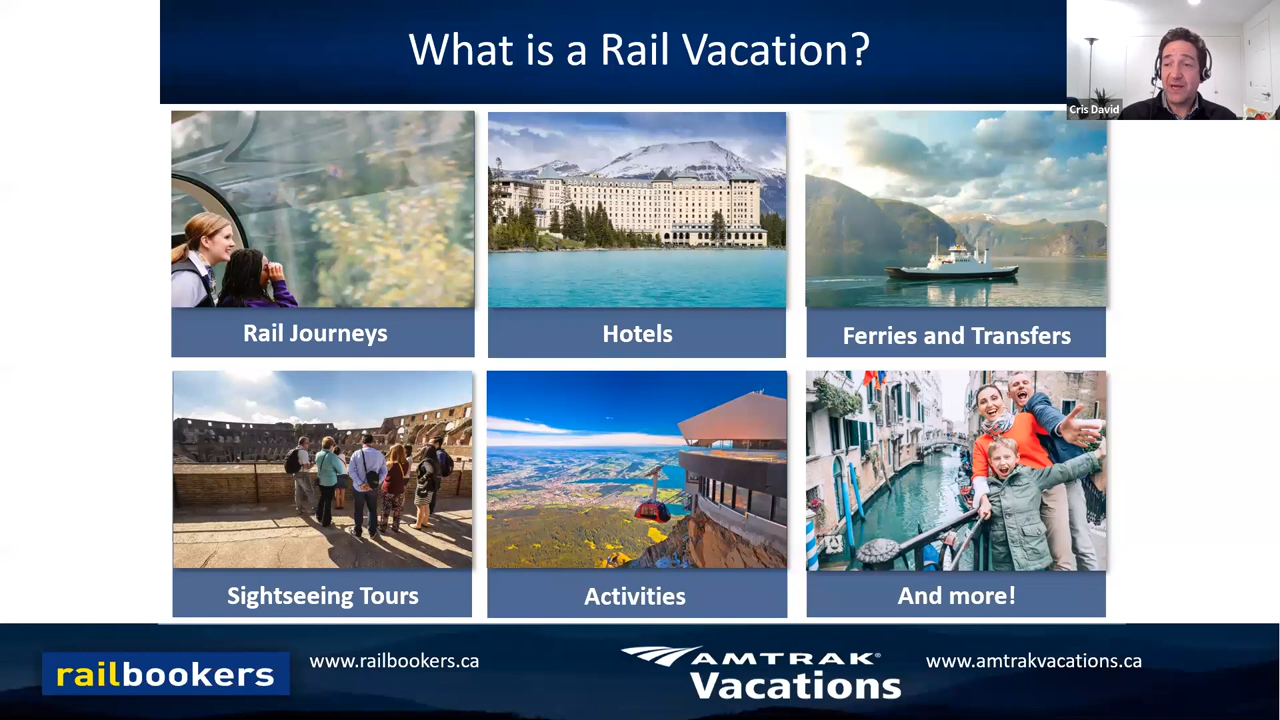 What is a Rail Vacation?
Cris David
Rail Journeys
Hotels
Ferries and Transfers
Sightseeing Tours
Activities
And more!
railbookers
www.railbookers.ca
AMTRAK®
Vacations
www.amtrakvacations.ca